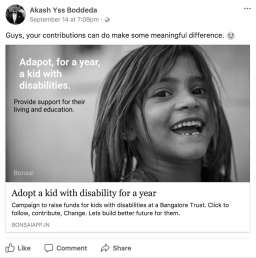 Akash Yss Boddeda
September 14 at 7:08pm ·
Guys, your contributions can do make some meaningful difference.
Adapot, for a year,
a kid with
disabilities.
Provide support for their
living and education.
Bonsai
Adopt a kid with disability for a year
Campaign to raise funds for kids with disabilities at a Bangalore Trust. Click to
follow, contribute, Change. Lets build better future for them.
BONSAIAPP.IN
Like Comment Share